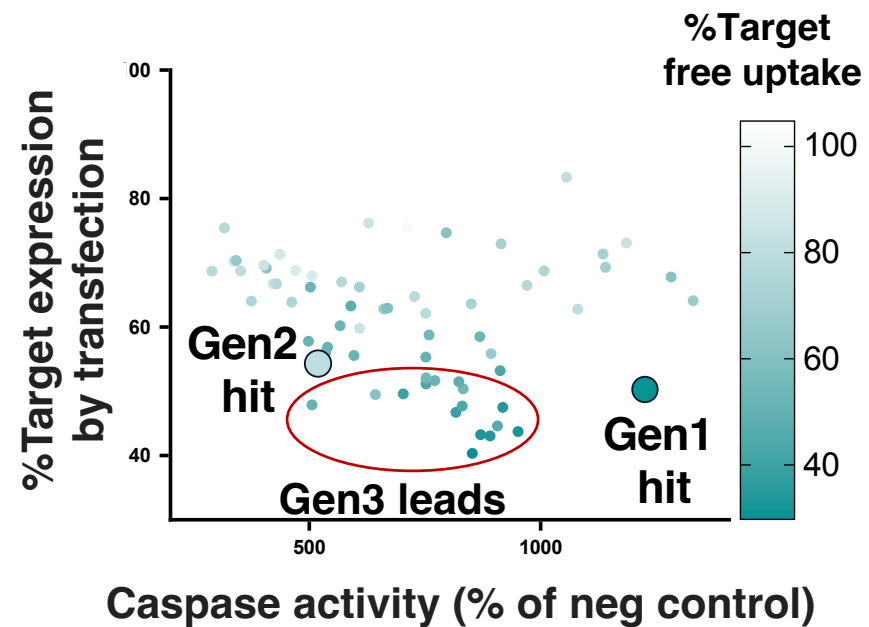 %Target
free uptake
%Target expression
by transfection
00
80
60
40
500
1000
Caspase activity (% of neg control)
Gen2
hit
Gen1
hit
Gen3 leads
100
80
60
40